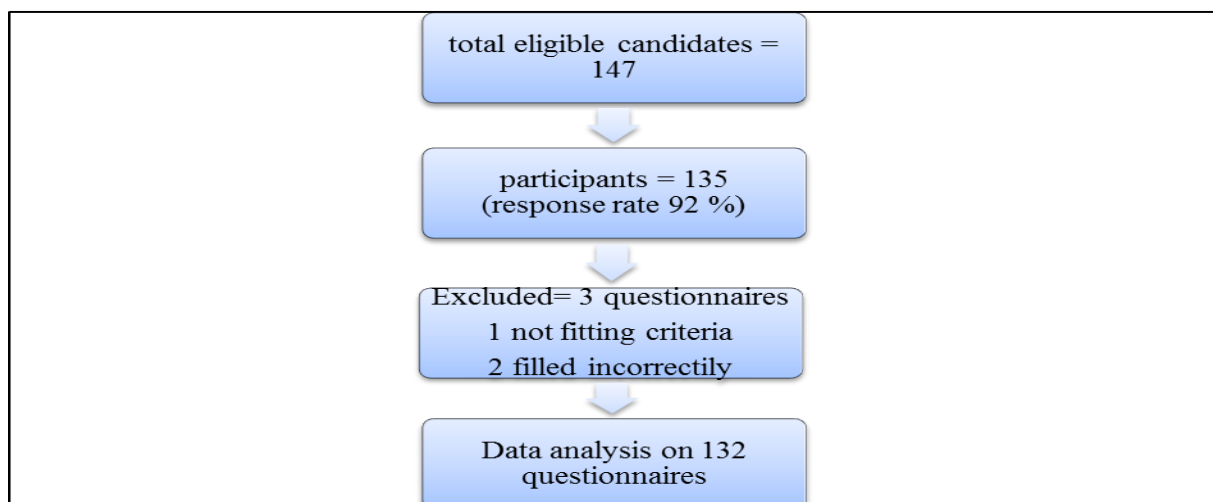 total eligible candidates =
147
participants = 135
(response rate 92 %)
Excluded= 3 questionnaires
1 not fitting criteria
2 filled incorrectily
Data analysis on 132
questionnaires